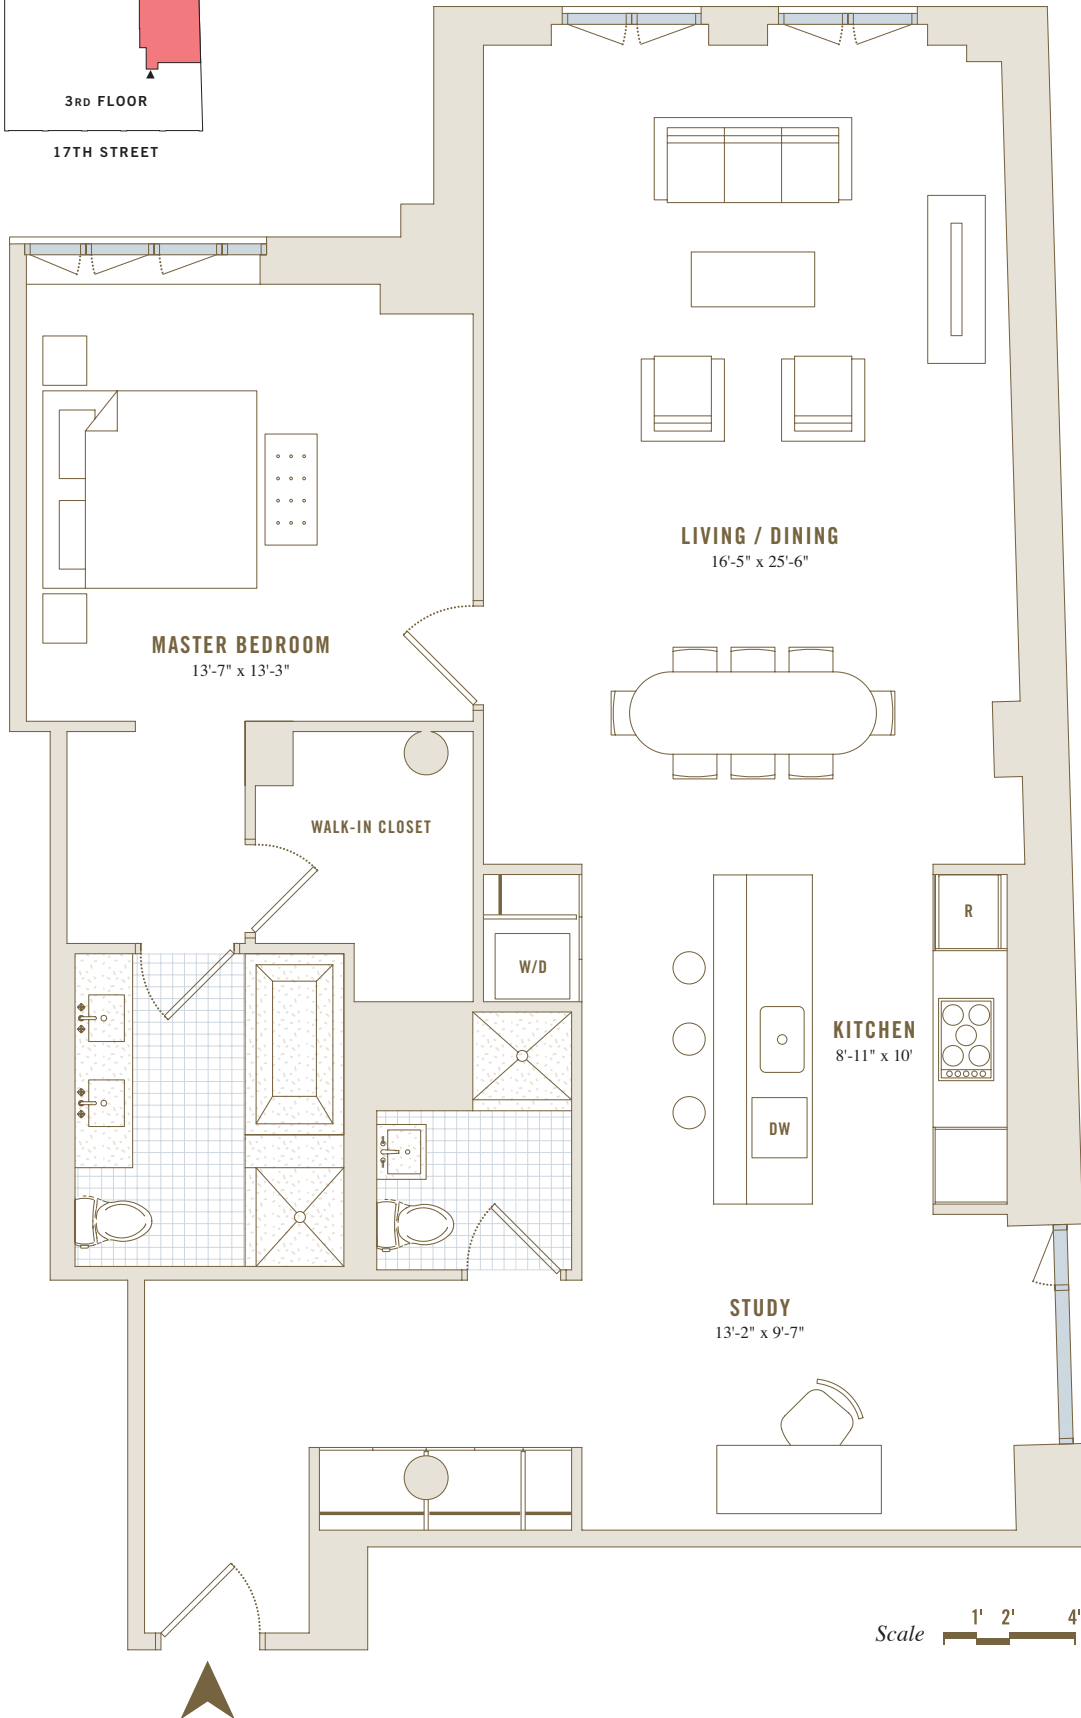 3RD FLOOR
17TH STREET
LIVING / DINING
16'-5" x 25'-6"
MASTER BEDROOM
13'-7" x 13'-3"
WALK-IN CLOSET
R
W/D
KITCHEN
8'-11" x 10'
DW
STUDY
13'-2" x 9'-7"
Scale 1' 2' 4'